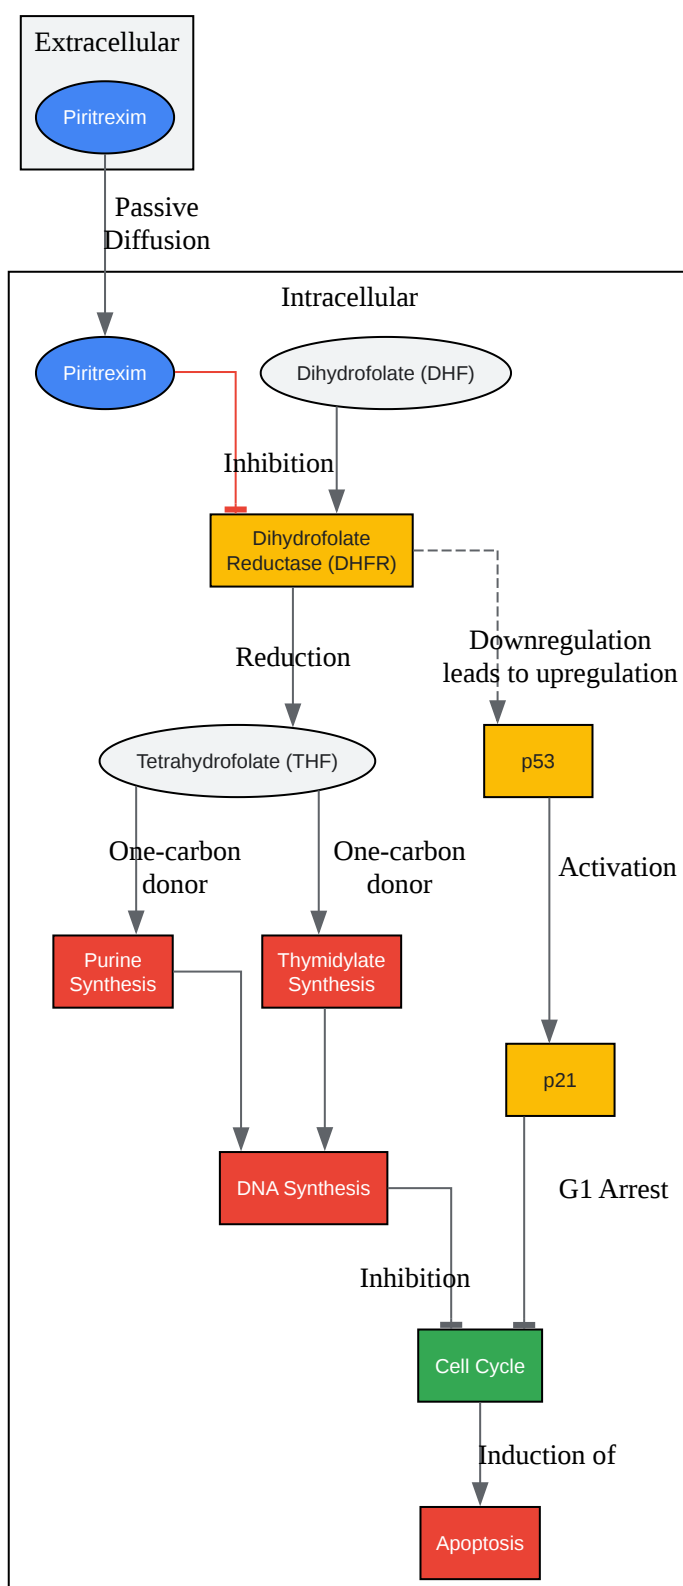 Extracellular
Piritrexim
Passive
Diffusion
Intracellular
Piritrexim
Dihydrofolate (DHF)
Inhibition
Dihydrofolate
Reductase (DHFR)
Reduction
Downregulation
leads to upregulation
Tetrahydrofolate (THF)
p53
One-carbon
donor
One-carbon
donor
Activation
Purine
Synthesis
Thymidylate
Synthesis
p21
DNA Synthesis
G1 Arrest
Inhibition
Cell Cycle
Induction of
Apoptosis